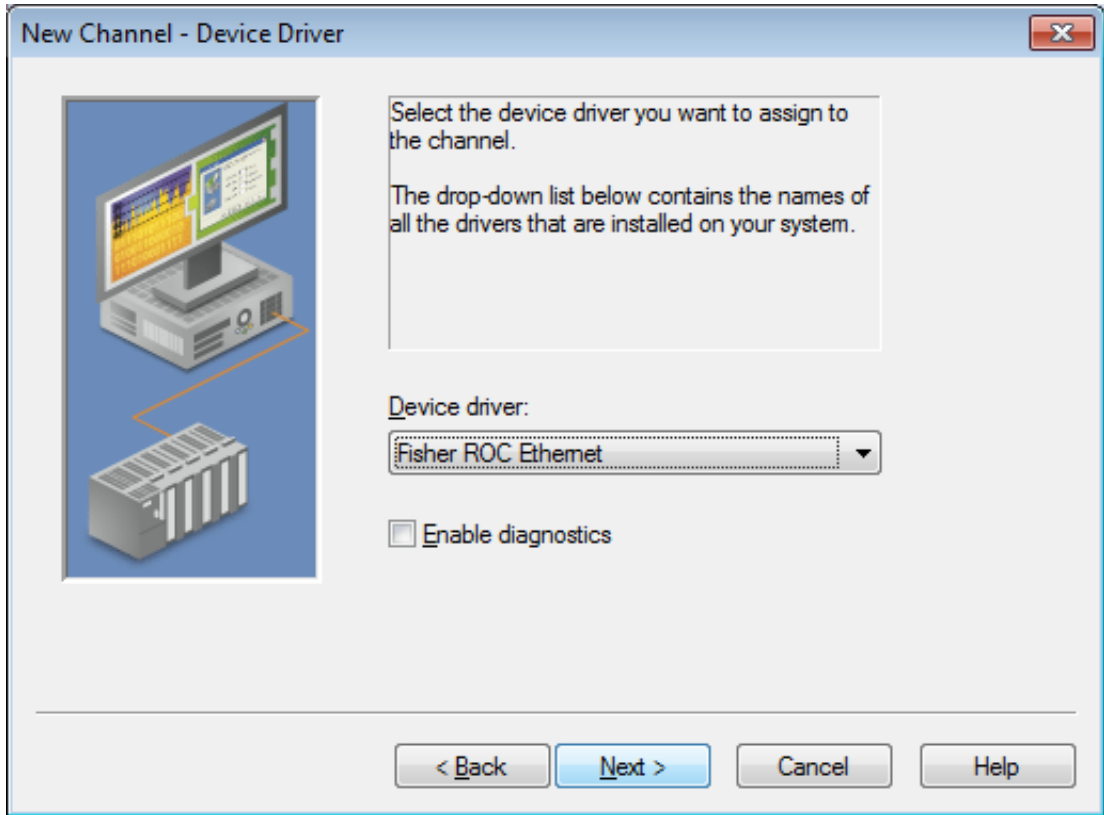 New Channel - Device Driver
Select the device driver you want to assign to
the channel.
The drop-down list below contains the names of
all the drivers that are installed on your system.
Device driver:
Fisher ROC Ethernet
Enable diagnostics
< Back
Next >
Cancel
Help